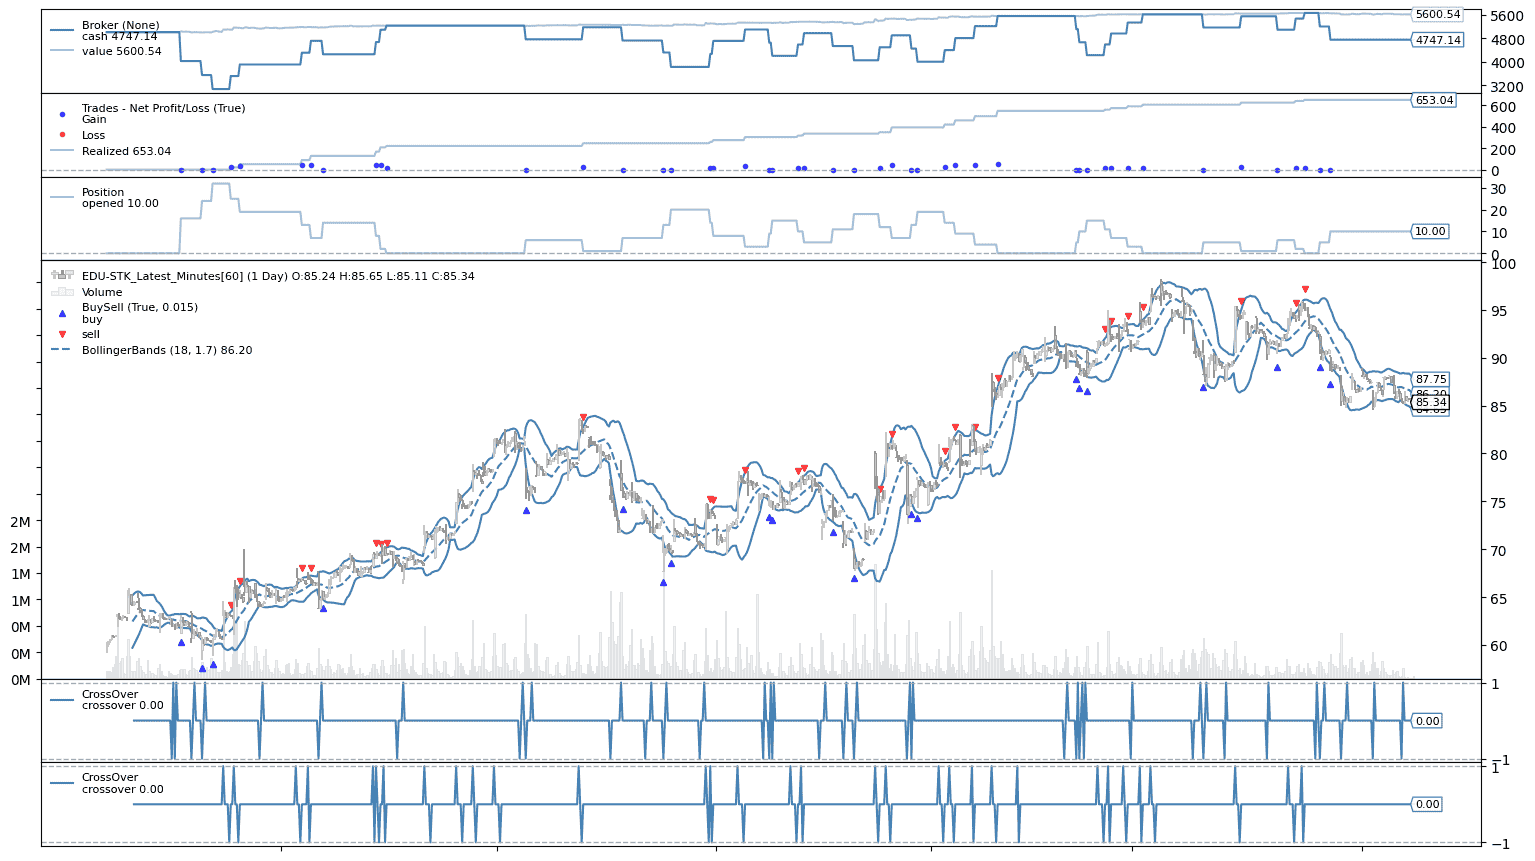 Broker (None)
cash 4747.14
value 5600.54
5600.54
4747.14
5600
4800
4000
3200
Trades - Net Profit/Loss (True)
Gain
Loss
Realized 653.04
653.04
600
400
200
0
Position
opened 10.00
10.00
30
20
10
0
EDU-STK_Latest_Minutes[60] (1 Day) O:85.24 H:85.65 L:85.11 C:85.34
Volume
BuySell (True, 0.015)
buy
sell
BollingerBands (18, 1.7) 86.20
100
95
90
85
80
75
70
65
60
87.75
86.20
85.34
2M
2M
1M
1M
0M
0M
0M
CrossOver
crossover 0.00
1
0.00
−1
CrossOver
crossover 0.00
1
0.00
−1